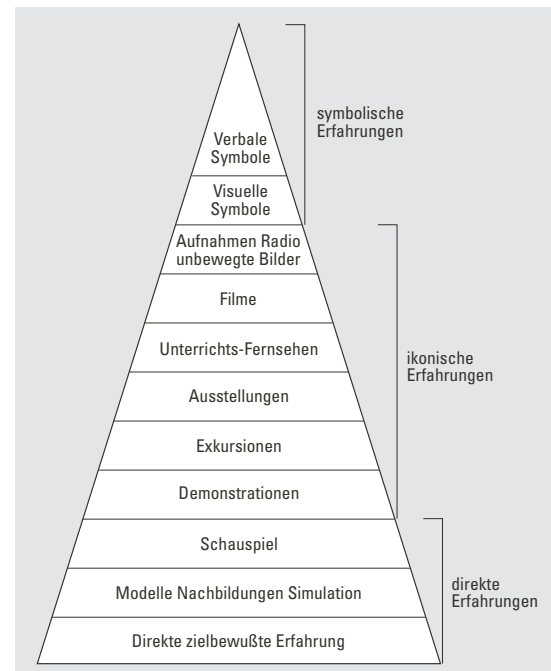 symbolische
Erfahrungen
Verbale
Symbole
Visuelle
Symbole
Aufnahmen Radio
unbewegte Bilder
Filme
Unterrichts-Fernsehen
ikonische
Erfahrungen
Ausstellungen
Exkursionen
Demonstrationen
Schauspiel
Modelle Nachbildungen Simulation
direkte
Erfahrungen
Direkte zielbewußte Erfahrung